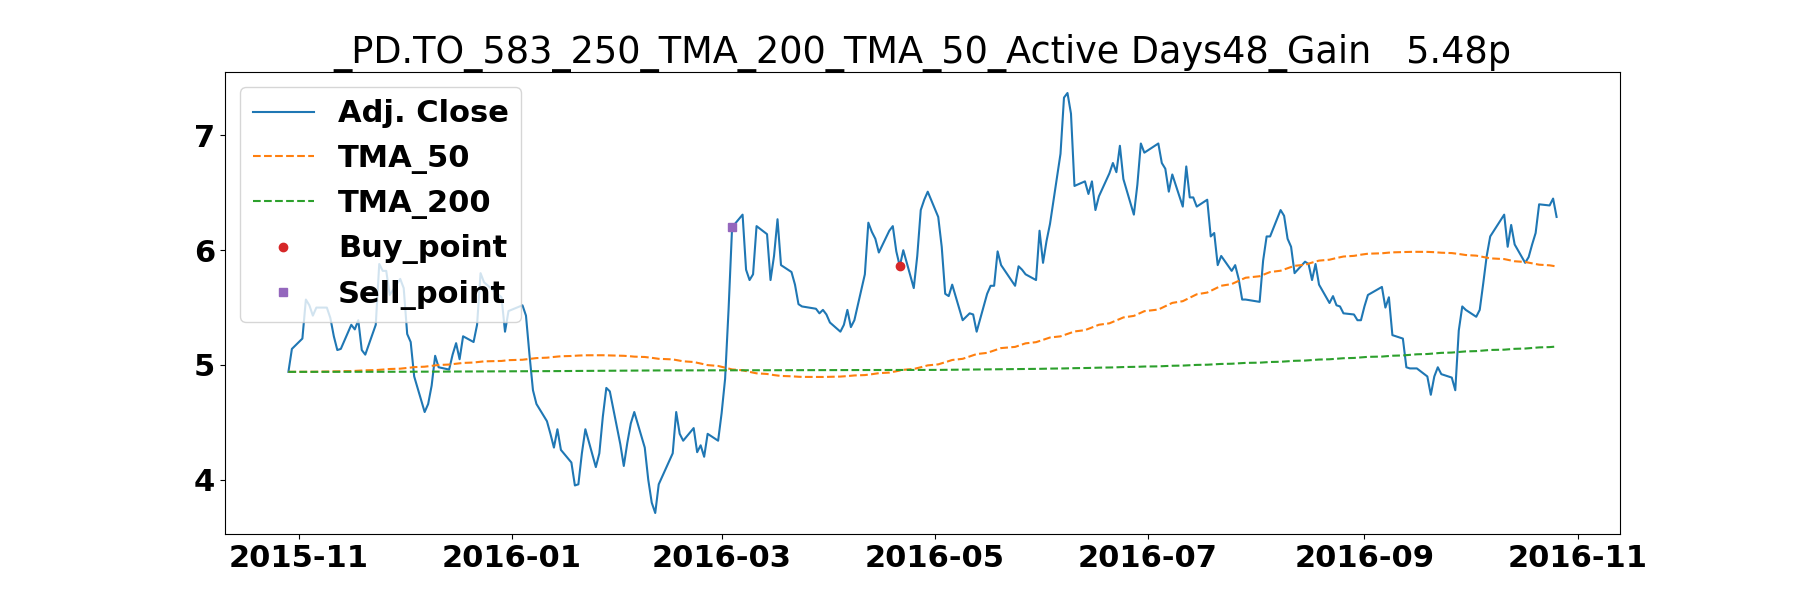 _PD.TO_583_250_TMA_200_TMA_50_Active Days48_Gain   5.48p
Adj. Close
TMA_50
TMA_200
Buy_point
Sell_point
7
6
5
4
2015-11
2016-01
2016-03
2016-05
2016-07
2016-09
2016-11